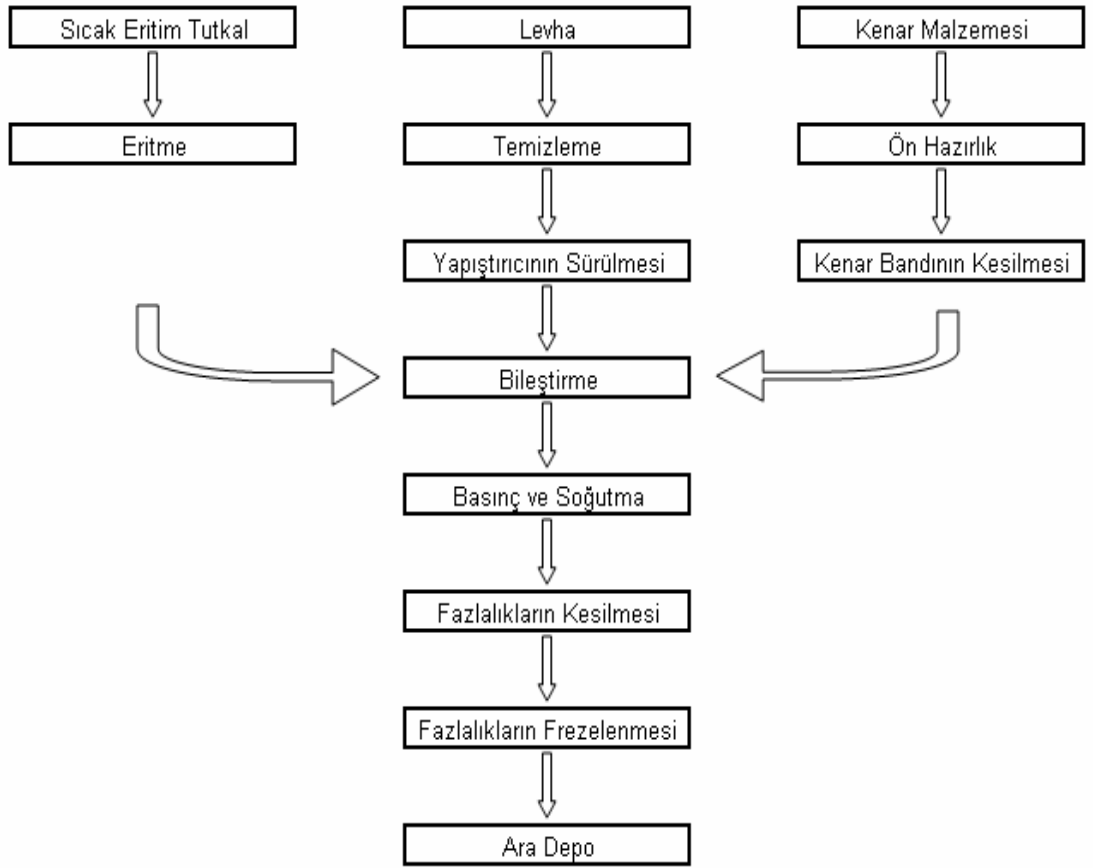 Sıcak Eritim Tutkal
Levha
Kenar Malzemesi
Eritme
Temizleme
Ön Hazırlık
Yapıştırıcının Sürülmesi
Kenar Bandının Kesilmesi
Bileştirme
Basınç ve Soğutma
Fazlalıkların Kesilmesi
Fazlalıkların Frezelenmesi
Ara Depo